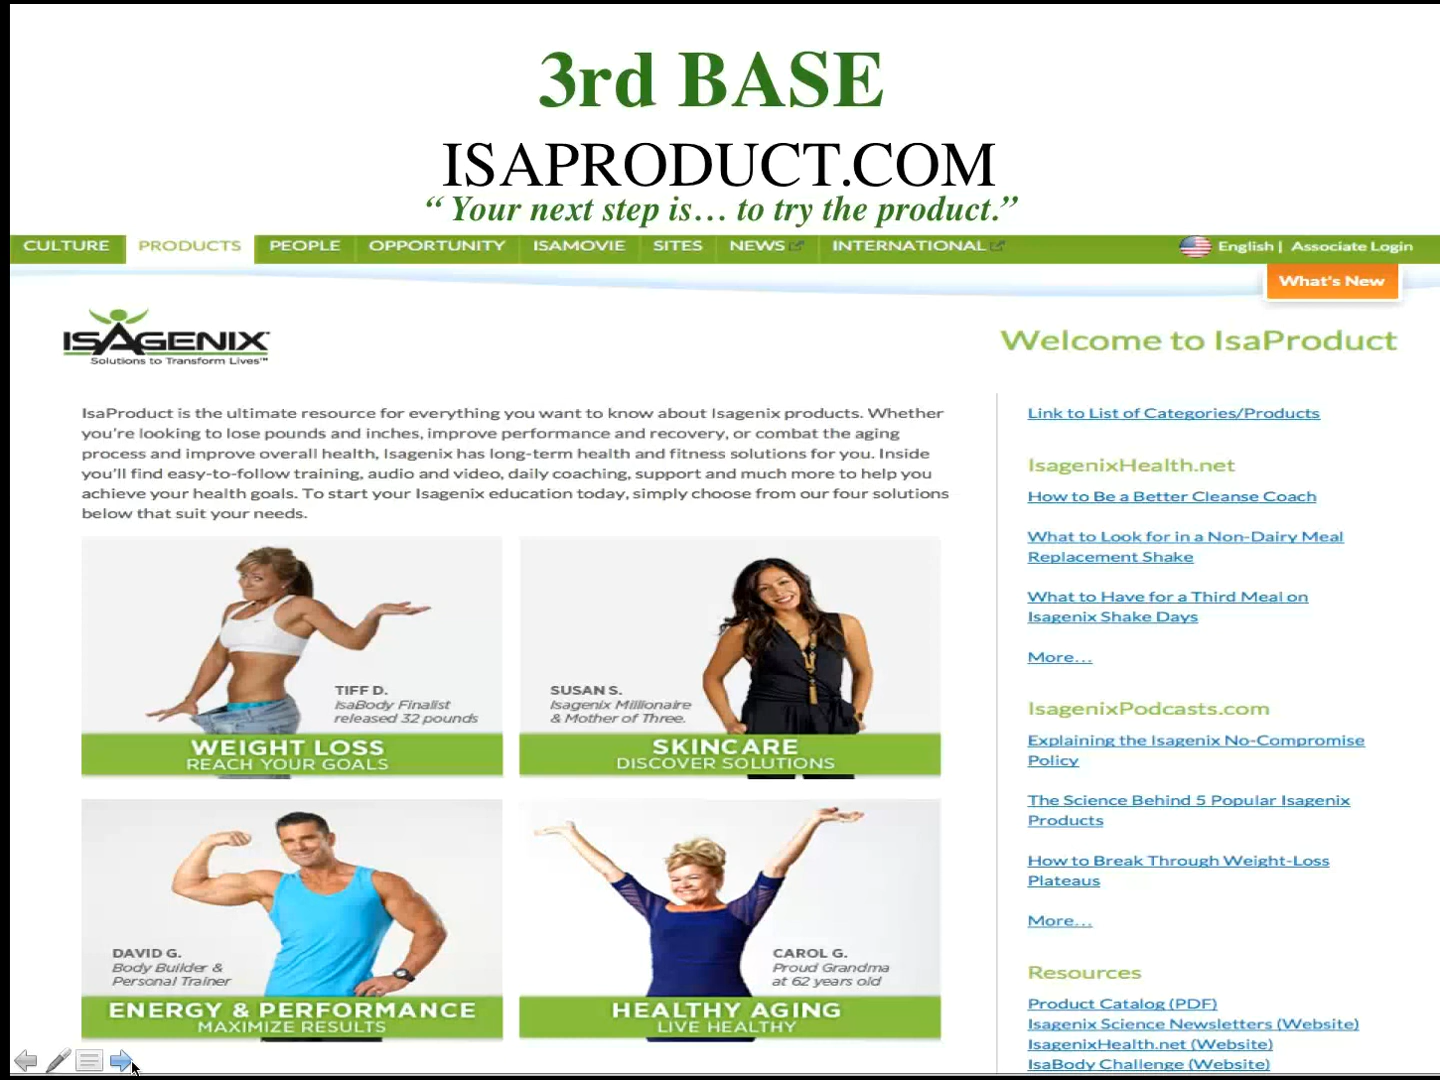 3rd BASE
ISAPRODUCT.COM
“ Your next step is… to try the product.”
CULTURE PRODUCTS PEOPLE OPPORTUNITY ISAMOVIE SITES NEWS INTERNATIONAL English | Associate Login
What's New
ISAGENIX™
Solutions to Transform Lives™
Welcome to IsaProduct
IsaProduct is the ultimate resource for everything you want to know about Isagenix products. Whether
you’re looking to lose pounds and inches, improve performance and recovery, or combat the aging
process and improve overall health, Isagenix has long-term health and fitness solutions for you. Inside
you’ll find easy-to-follow training, audio and video, daily coaching, support and much more to help you
achieve your health goals. To start your Isagenix education today, simply choose from our four solutions
below that suit your needs.
TIFF D.
IsaBody Finalist
released 32 pounds
WEIGHT LOSS
REACH YOUR GOALS
SUSAN S.
Isagenix Millionaire
& Mother of Three.
SKINCARE
DISCOVER SOLUTIONS
DAVID G.
Body Builder &
Personal Trainer
ENERGY & PERFORMANCE
MAXIMIZE RESULTS
CAROL G.
Proud Grandma
at 62 years old
HEALTHY AGING
LIVE HEALTHY
Link to List of Categories/Products
IsagenixHealth.net
How to Be a Better Cleanse Coach
What to Look for in a Non-Dairy Meal
Replacement Shake
What to Have for a Third Meal on
Isagenix Shake Days
More…
IsagenixPodcasts.com
Explaining the Isagenix No-Compromise
Policy
The Science Behind 5 Popular Isagenix
Products
How to Break Through Weight-Loss
Plateaus
More…
Resources
Product Catalog (PDF)
Isagenix Science Newsletters (Website)
IsagenixHealth.net (Website)
IsaBody Challenge (Website)